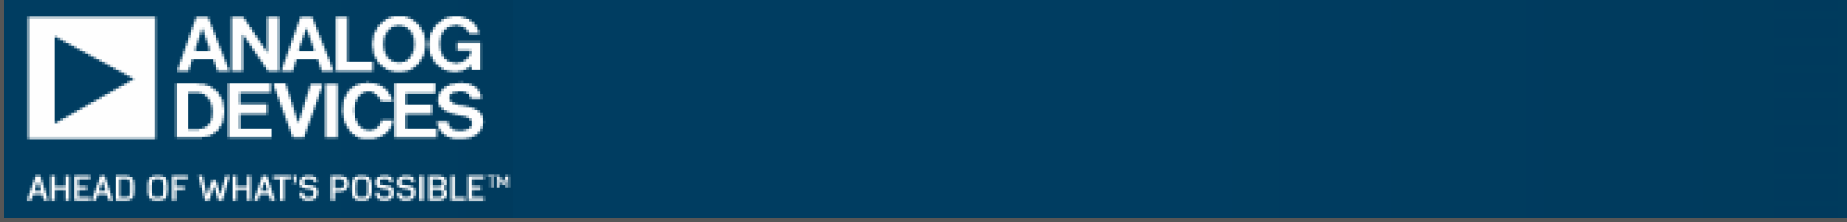 ANALOG
DEVICES
AHEAD OF WHAT'S POSSIBLE™